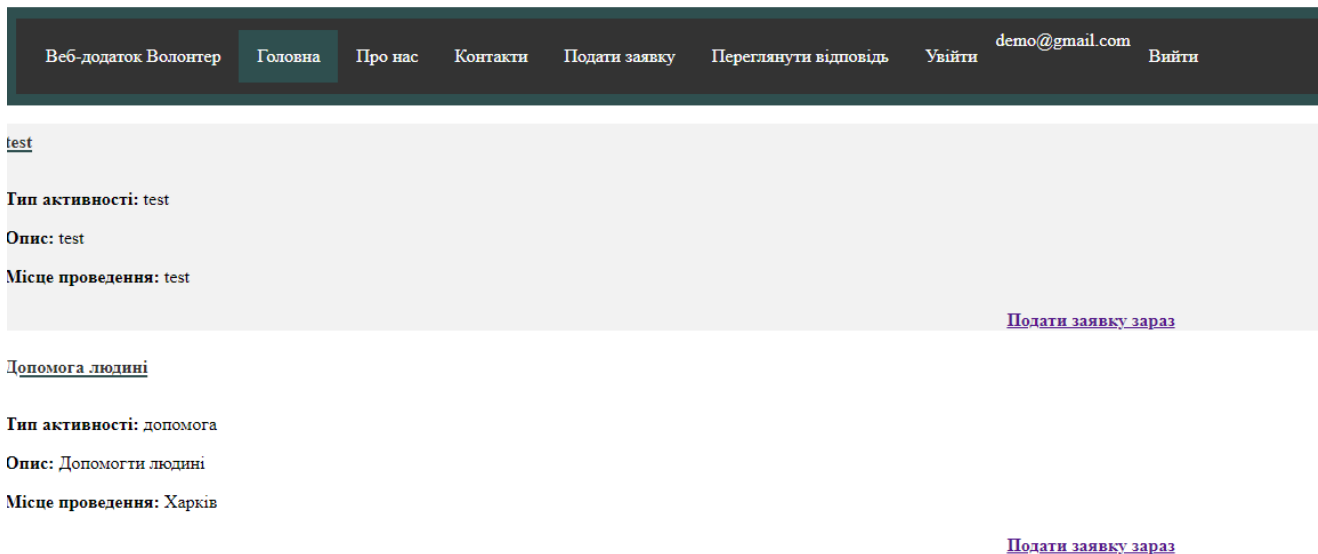 Веб-додаток Волонтер Головна Про нас Контакти Подати заявку Переглянути відповідь Увійти demo@gmail.com Вийти
test
Тип активності: test
Опис: test
Місце проведення: test
Подати заявку зараз
Допомога людині
Тип активності: допомога
Опис: Допомогти людині
Місце проведення: Харків
Подати заявку зараз